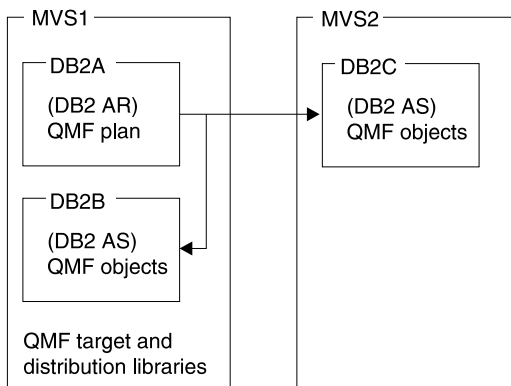 MVS1
DB2A
(DB2 AR)
QMF plan
DB2B
(DB2 AS)
QMF objects
QMF target and
distribution libraries
MVS2
DB2C
(DB2 AS)
QMF objects